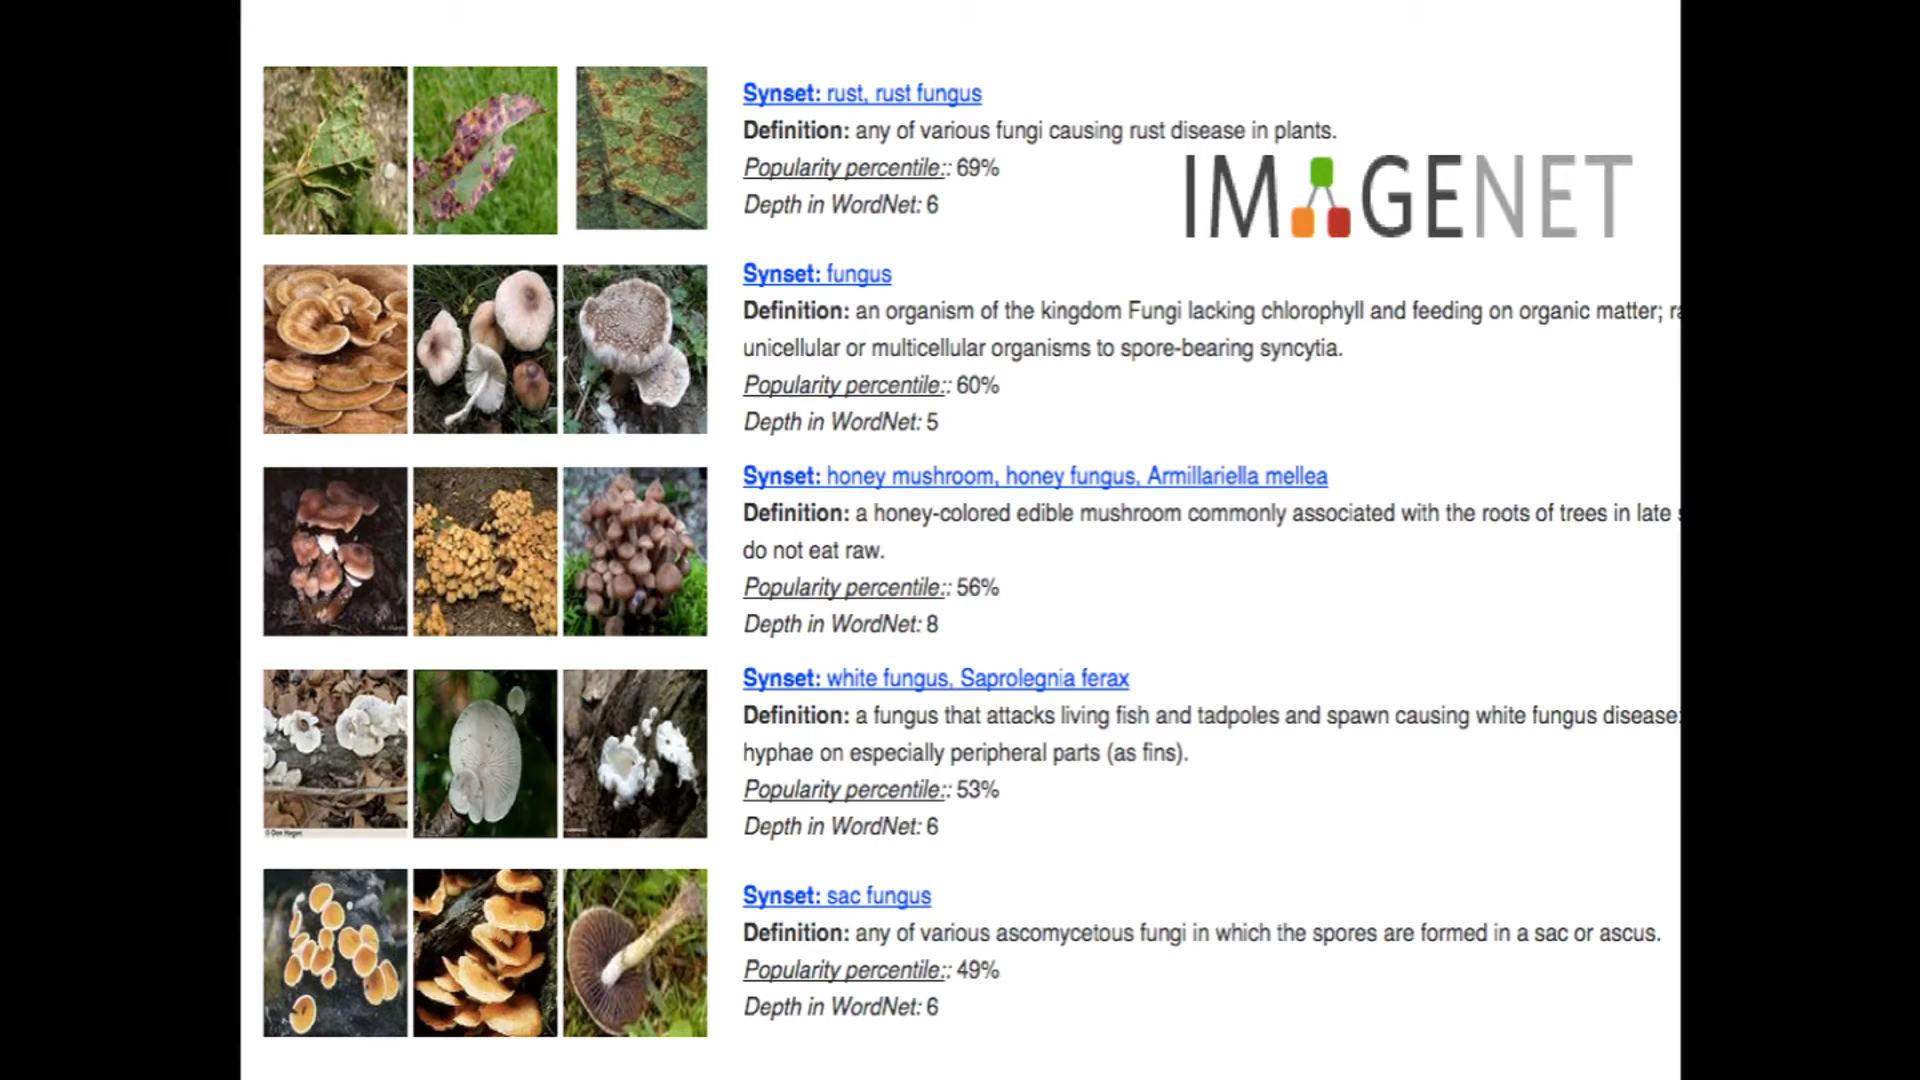 Synset: rust, rust fungus
Definition: any of various fungi causing rust disease in plants.
Popularity percentile:: 69%
Depth in WordNet: 6
IMAGENET
Synset: fungus
Definition: an organism of the kingdom Fungi lacking chlorophyll and feeding on organic matter;
unicellular or multicellular organisms to spore-bearing syncytia.
Popularity percentile:: 60%
Depth in WordNet: 5
Synset: honey mushroom, honey fungus, Armillariella mellea
Definition: a honey-colored edible mushroom commonly associated with the roots of trees in late
do not eat raw.
Popularity percentile:: 56%
Depth in WordNet: 8
Synset: white fungus, Saprolegnia ferax
Definition: a fungus that attacks living fish and tadpoles and spawn causing white fungus disease:
hyphae on especially peripheral parts (as fins).
Popularity percentile:: 53%
Depth in WordNet: 6
© Dan Hagen
Synset: sac fungus
Definition: any of various ascomycetous fungi in which the spores are formed in a sac or ascus.
Popularity percentile:: 49%
Depth in WordNet: 6